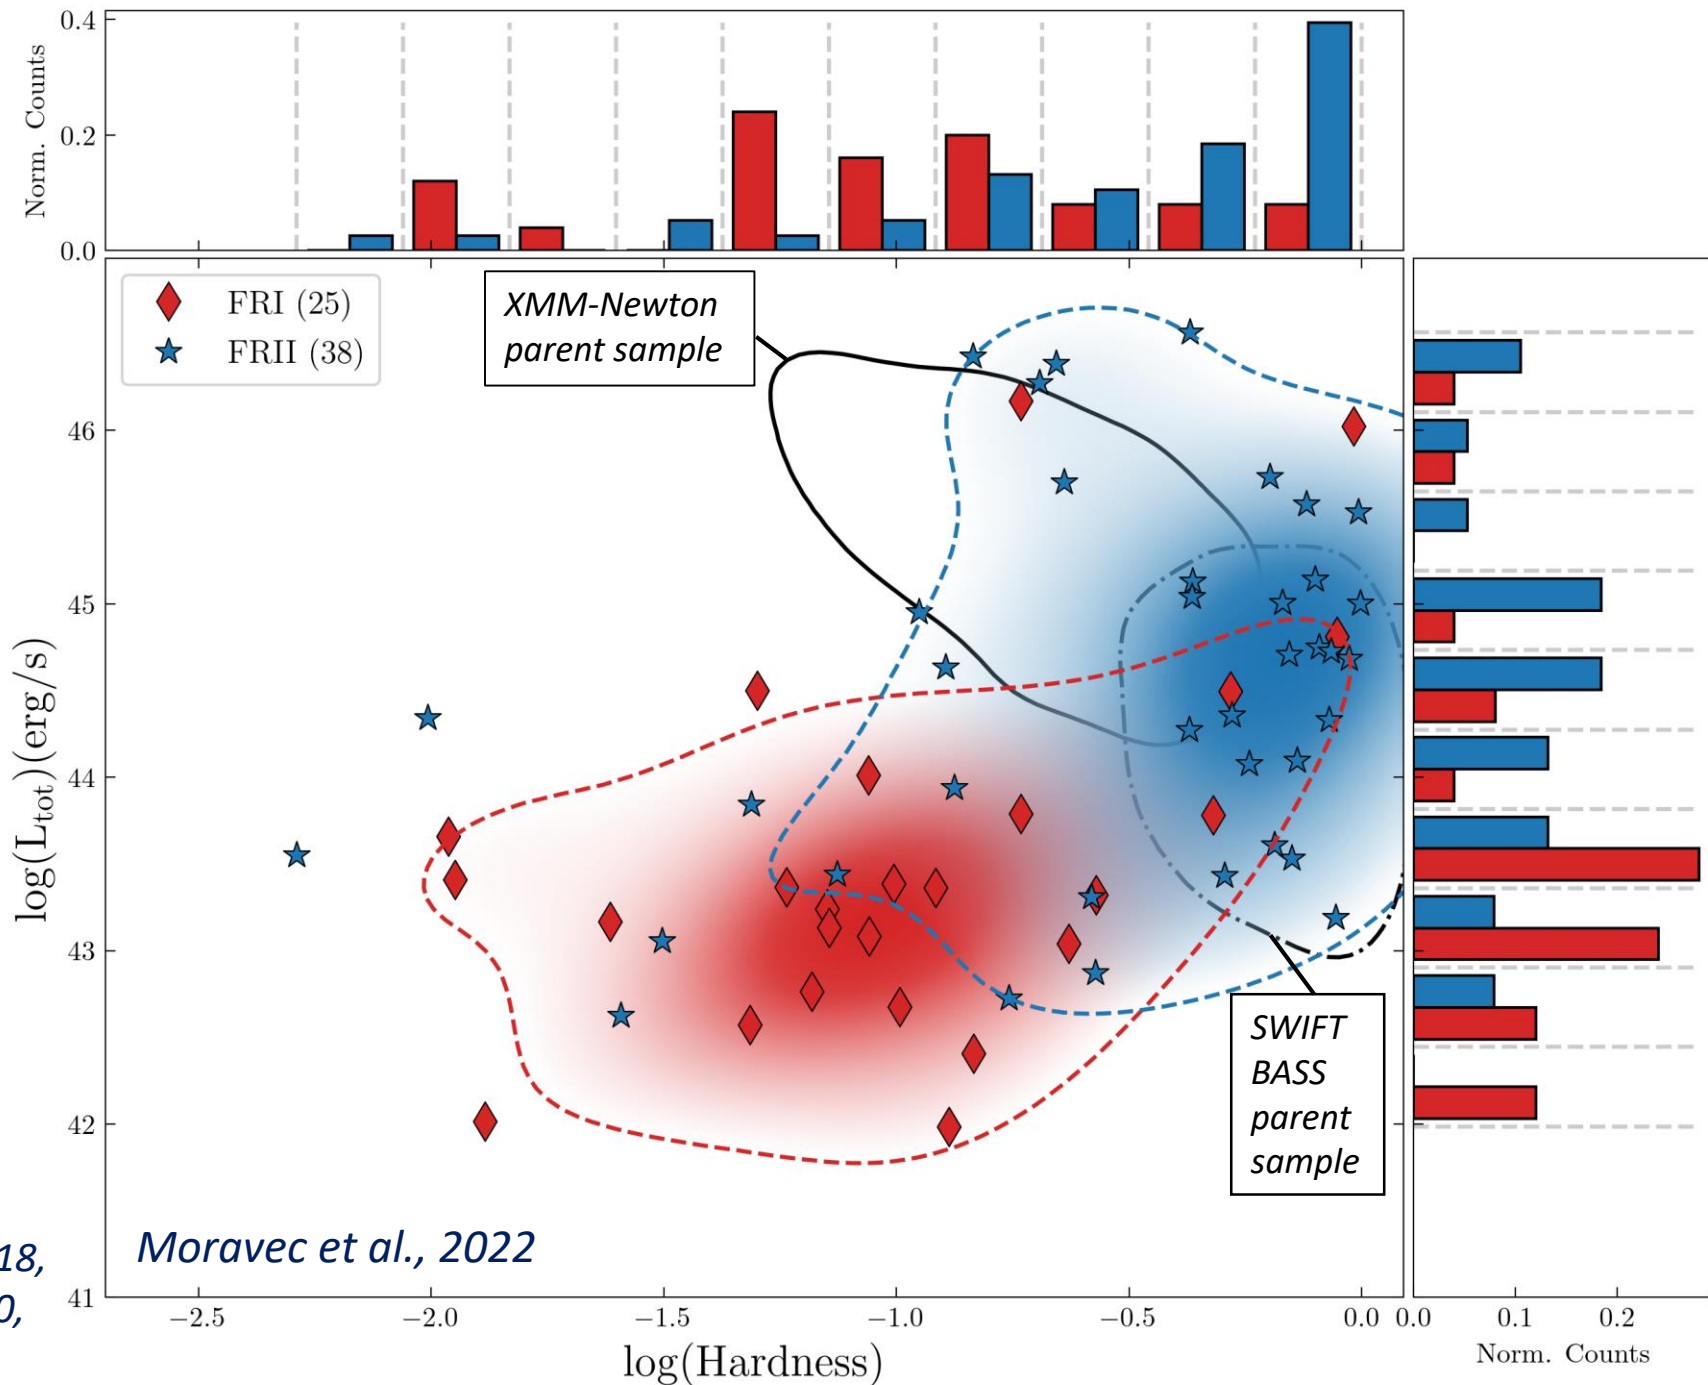 0.4
0.2
0.0
Norm. Counts
FRI (25)
FRII (38)
XMM-Newton
parent sample
46
45
44
43
42
41
log(L_tot)(erg/s)
SWIFT
BASS
parent
sample
Moravec et al., 2022
18,
0,
−2.5
−2.0
−1.5
−1.0
−0.5
0.0
log(Hardness)
0.0
0.1
0.2
Norm. Counts